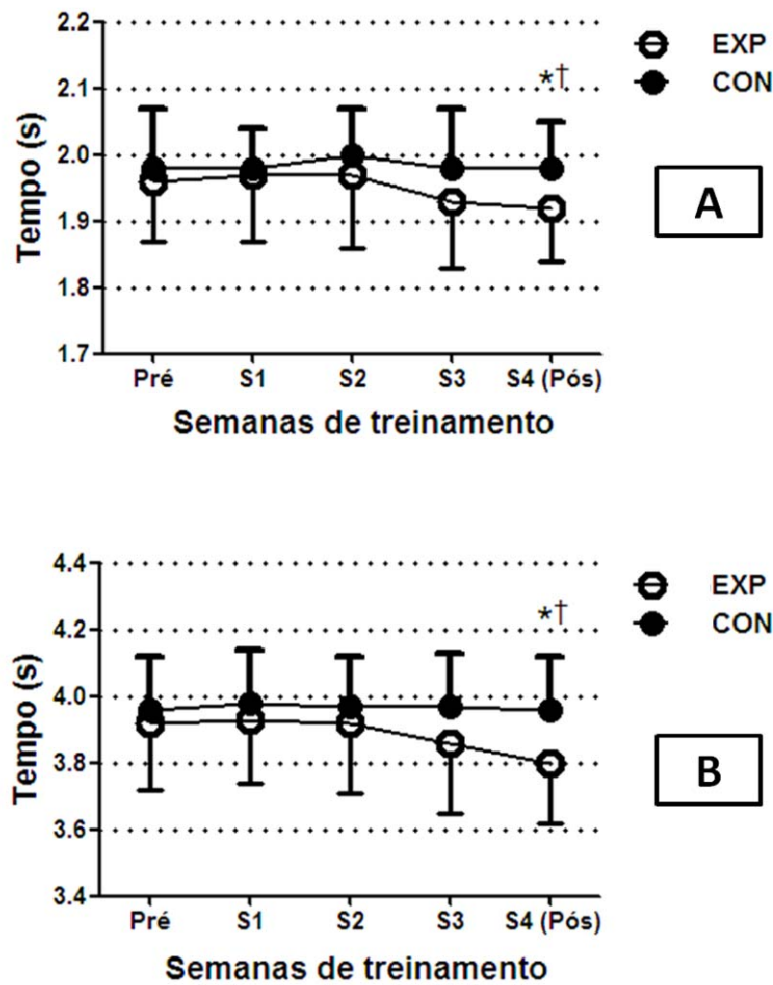 2.2
2.1
2.0
1.9
1.8
1.7
Tempo (s)
*†
EXP
CON
A
Pré S1 S2 S3 S4 (Pós)
Semanas de treinamento
4.4
4.2
4.0
3.8
3.6
3.4
Tempo (s)
*†
EXP
CON
B
Pré S1 S2 S3 S4 (Pós)
Semanas de treinamento